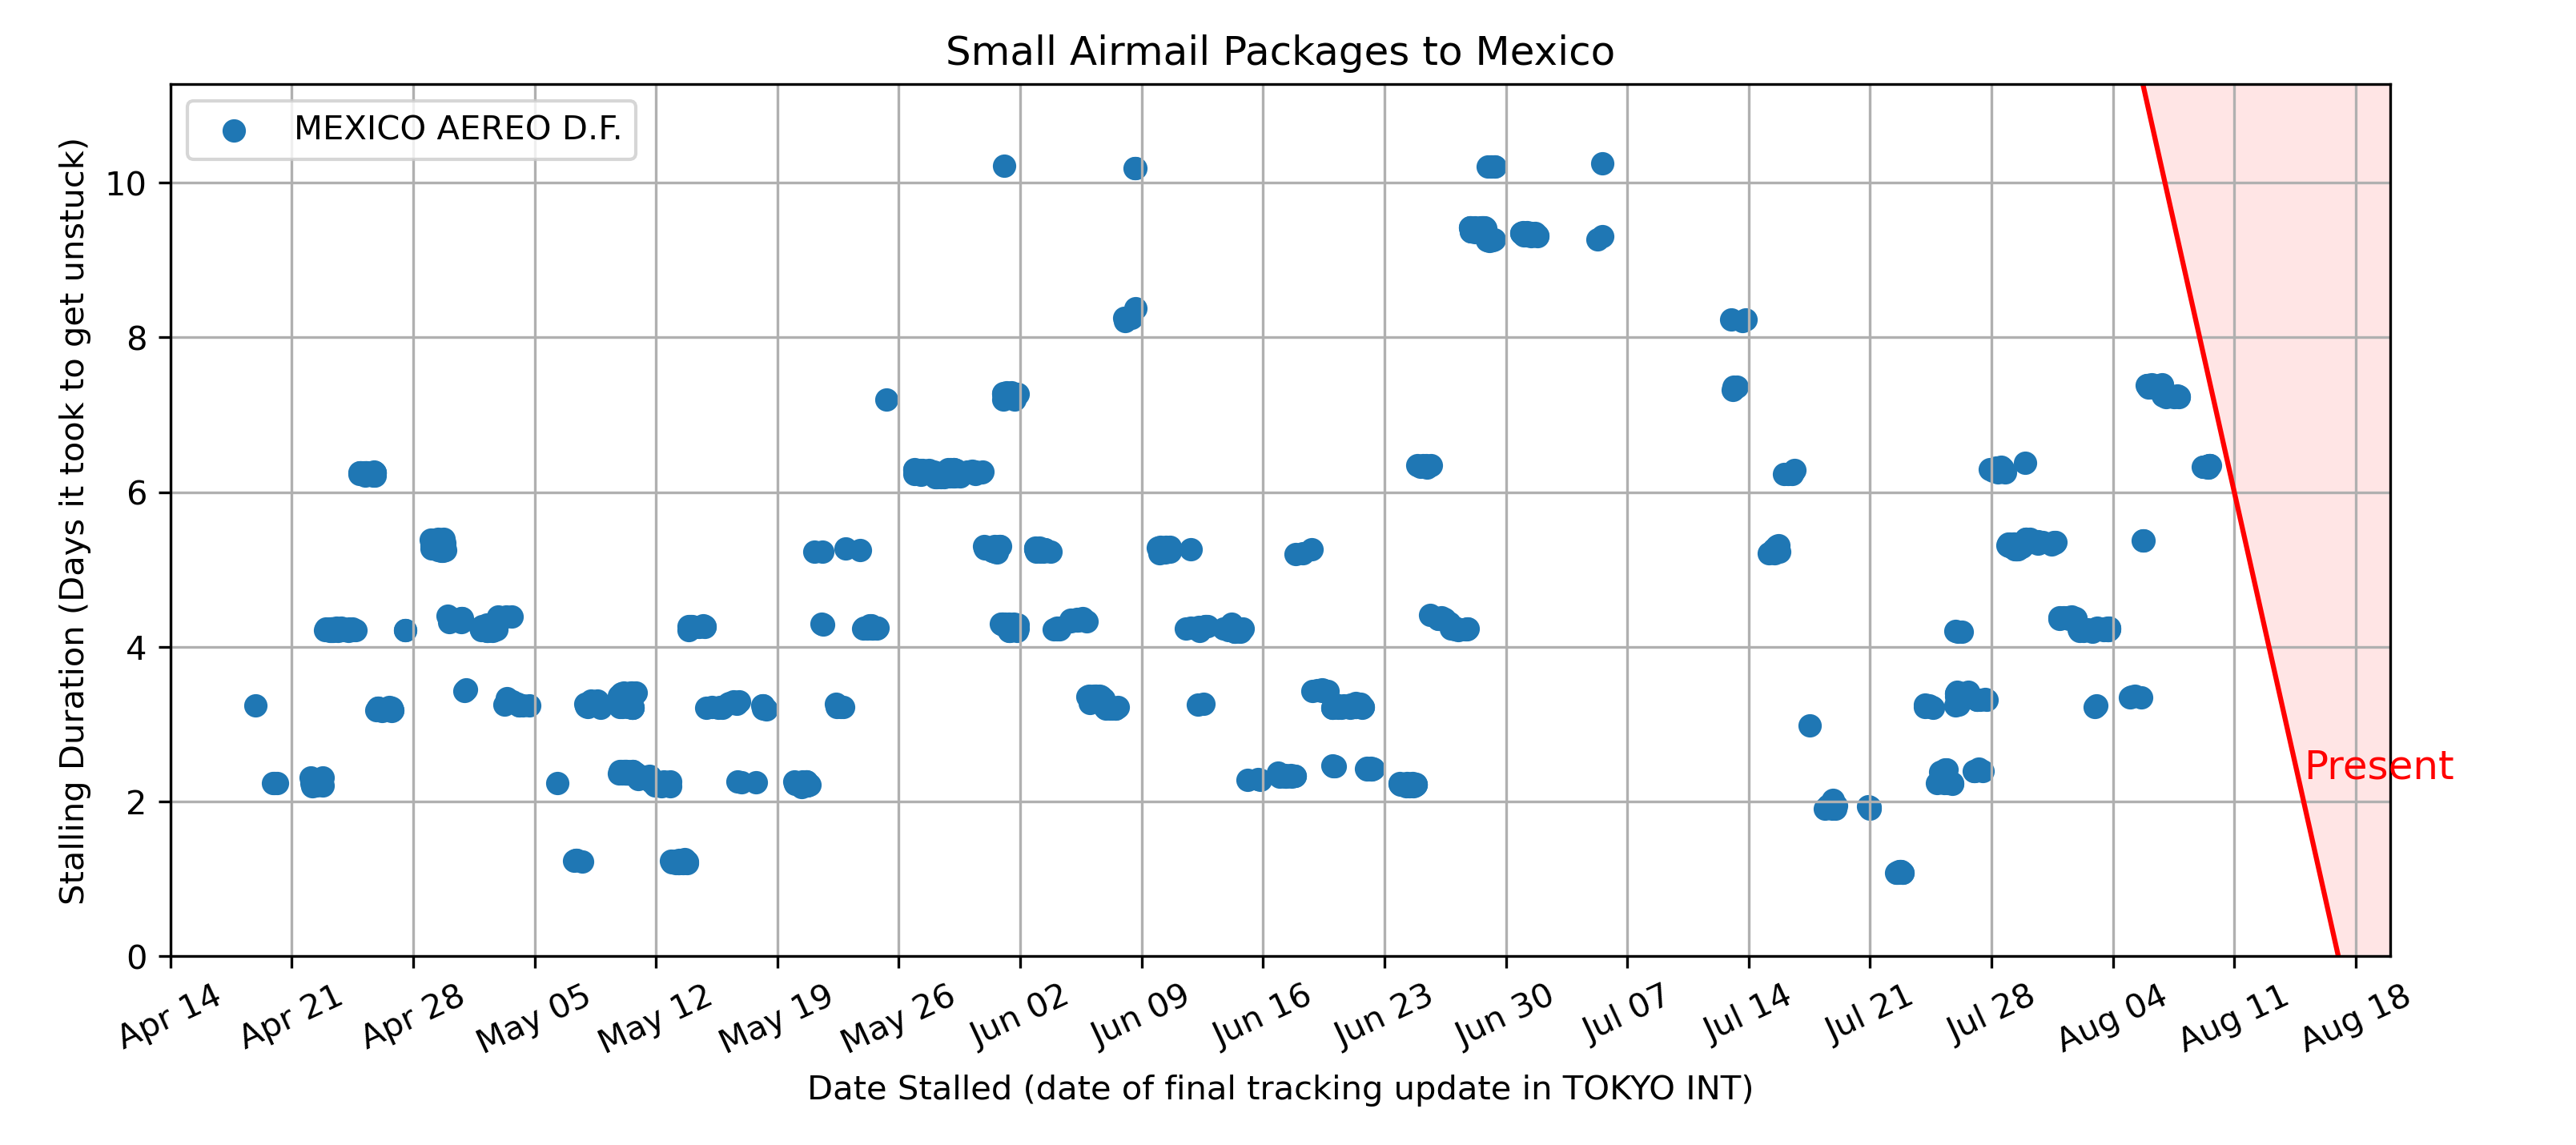 Small Airmail Packages to Mexico
MEXICO AEREO D.F.
Stalling Duration (Days it took to get unstuck)
10
8
6
4
2
0
Present
Apr 14
Apr 21
Apr 28
May 05
May 12
May 19
May 26
Jun 02
Jun 09
Jun 16
Jun 23
Jun 30
Jul 07
Jul 14
Jul 21
Jul 28
Aug 04
Aug 11
Aug 18
Date Stalled (date of final tracking update in TOKYO INT)